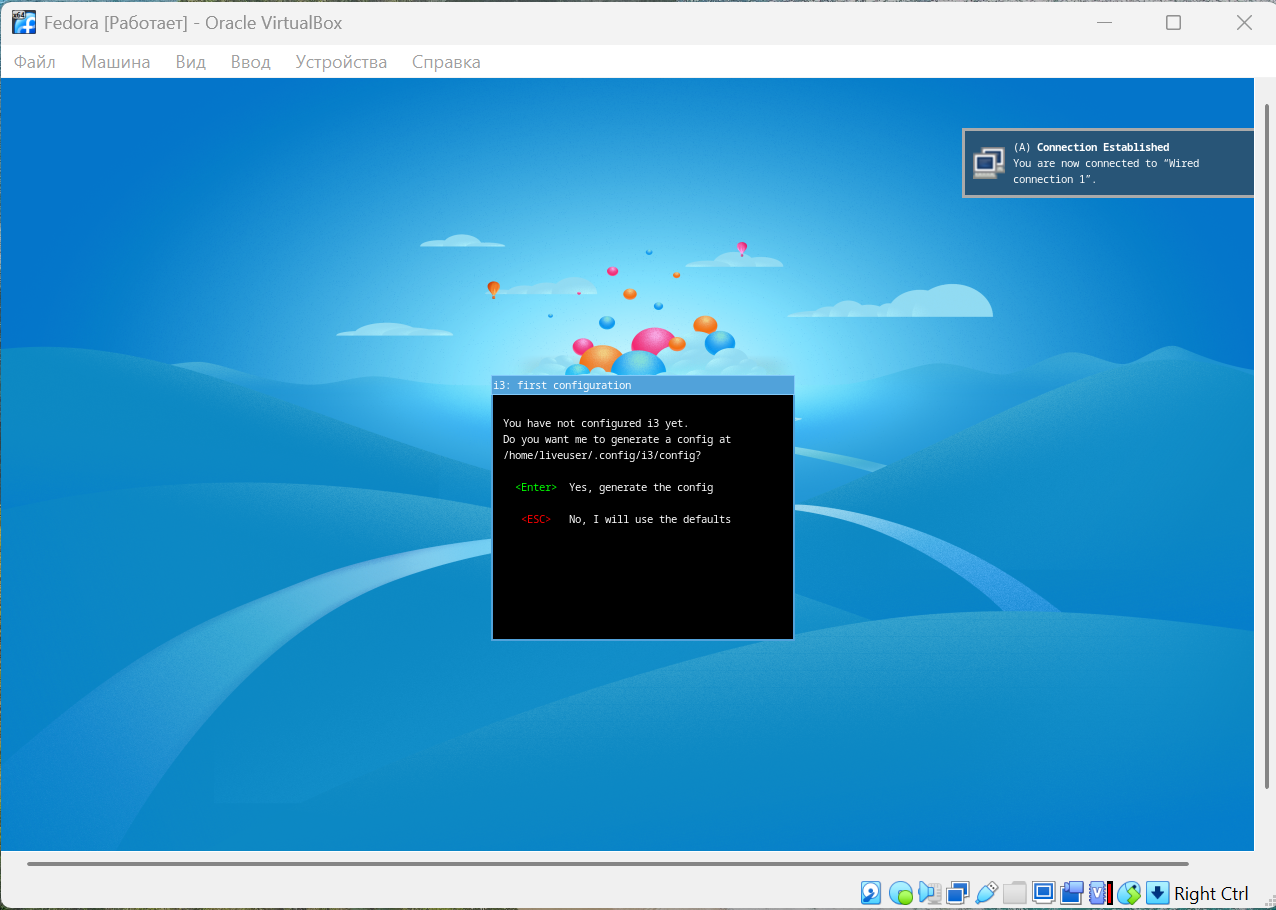 Fedora [Работает] - Oracle VirtualBox
Файл Машина Вид Ввод Устройства Справка
(A) Connection Established
You are now connected to “Wired
connection 1”.
i3: first configuration
You have not configured i3 yet.
Do you want me to generate a config at
/home/liveuser/.config/i3/config?
<Enter> Yes, generate the config
<ESC> No, I will use the defaults
Right Ctrl